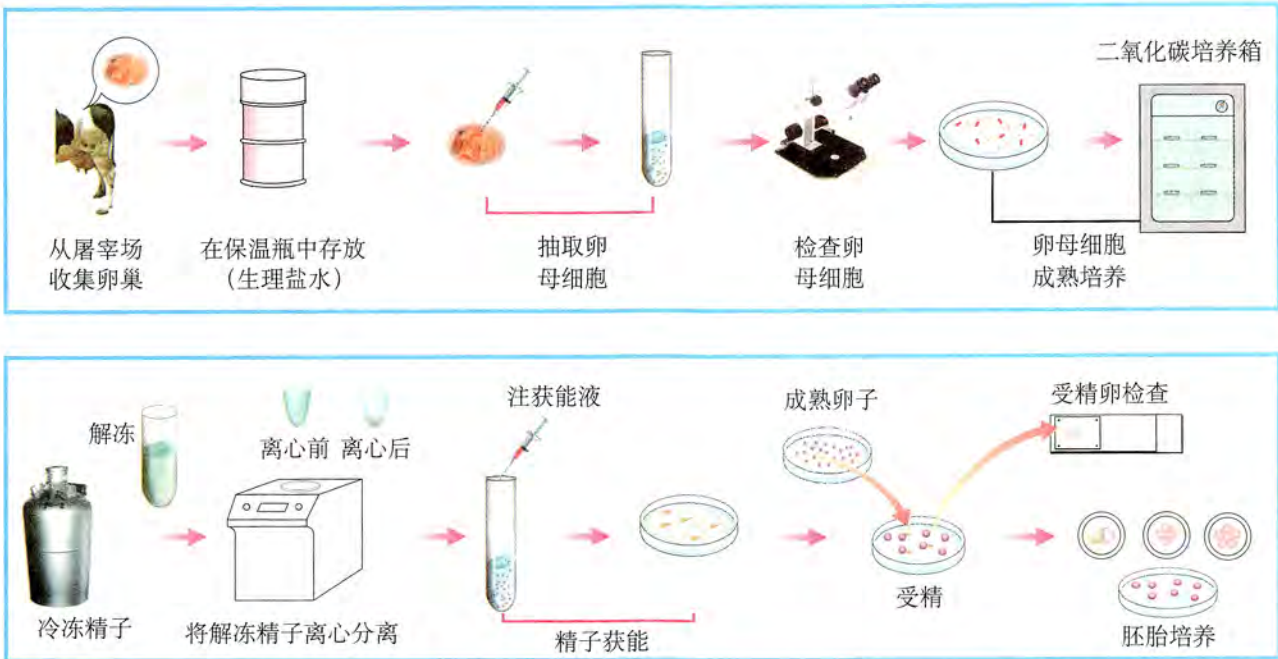 二氧化碳培养箱
从屠宰场
收集卵巢
在保温瓶中存放
（生理盐水）
抽取卵
母细胞
检查卵
母细胞
卵母细胞
成熟培养
解冻
离心前
离心后
注获能液
成熟卵子
受精卵检查
冷冻精子
将解冻精子离心分离
精子获能
受精
胚胎培养